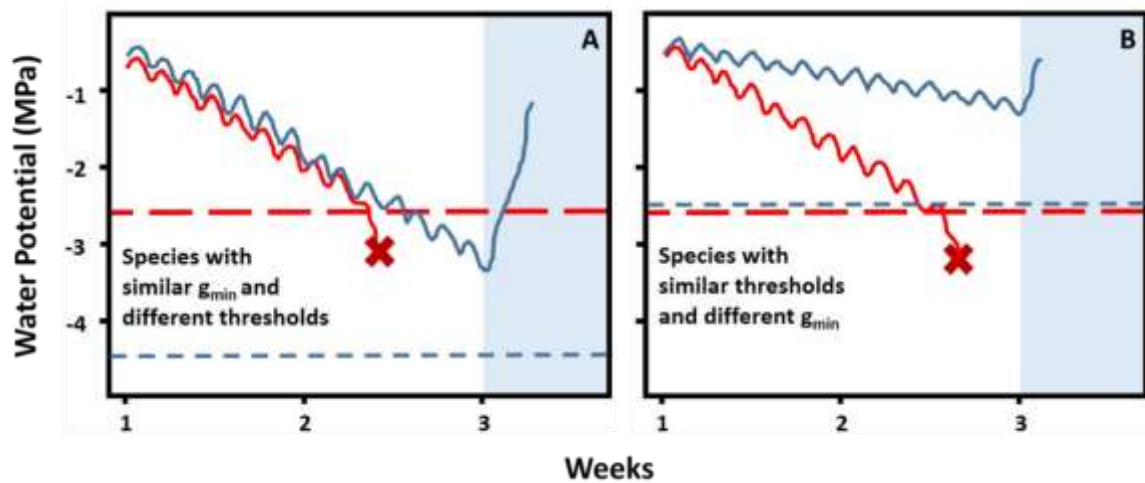 Water Potential (MPa)
-1
-2
-3
-4
A
Species with
similar gmin and
different thresholds
1
2
3
B
Species with
similar thresholds
and different gmin
1
2
3
Weeks